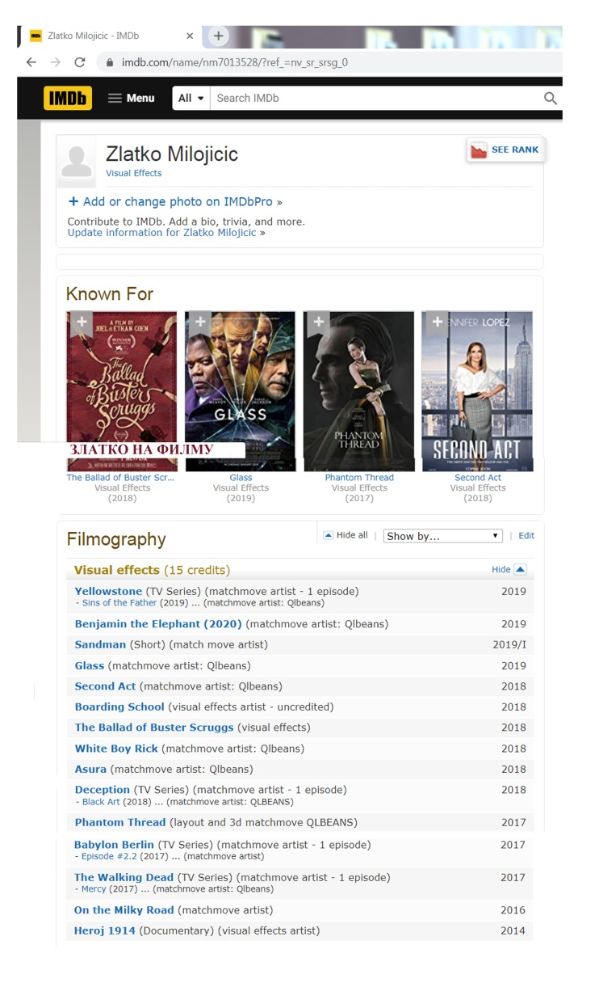 Zlatko Milojicic - IMDb
imdb.com/name/nm7013528/?ref_=nv_sr_srsg_0
IMDb Menu All Search IMDb
Zlatko Milojicic
SEE RANK
Visual Effects
+ Add or change photo on IMDbPro »
Contribute to IMDb. Add a bio, trivia, and more.
Update information for Zlatko Milojicic »
Known For
A FILM BY
JOEL & ETHAN COEN
WINNER
The
Ballad
of Buster
Scruggs
GLASS
PHANTOM
THREAD
ENNIFER LOPEZ
SECOND ACT
COMING SOON
ЗЛАТКО НА ФИЛМУ
The Ballad of Buster Scr... Glass Phantom Thread Second Act
Visual Effects Visual Effects Visual Effects Visual Effects
(2018) (2019) (2017) (2018)
Filmography
Hide all | Show by... | Edit
Visual effects (15 credits) Hide
Yellowstone (TV Series) (matchmove artist - 1 episode) 2019
- Sins of the Father (2019) ... (matchmove artist: Qlbeans)
Benjamin the Elephant (2020) (matchmove artist: Qlbeans) 2019
Sandman (Short) (match move artist) 2019/I
Glass (matchmove artist: Qlbeans) 2019
Second Act (matchmove artist: Qlbeans) 2018
Boarding School (visual effects artist - uncredited) 2018
The Ballad of Buster Scruggs (visual effects) 2018
White Boy Rick (matchmove artist: Qlbeans) 2018
Asura (matchmove artist: Qlbeans) 2018
Deception (TV Series) (matchmove artist - 1 episode) 2018
- Black Art (2018) ... (matchmove artist: QLBEANS)
Phantom Thread (layout and 3d matchmove QLBEANS) 2017
Babylon Berlin (TV Series) (matchmove artist - 1 episode) 2017
- Episode #2.2 (2017) ... (matchmove artist)
The Walking Dead (TV Series) (matchmove artist - 1 episode) 2017
- Mercy (2017) ... (matchmove artist: Qlbeans)
On the Milky Road (matchmove artist) 2016
Heroj 1914 (Documentary) (visual effects artist) 2014